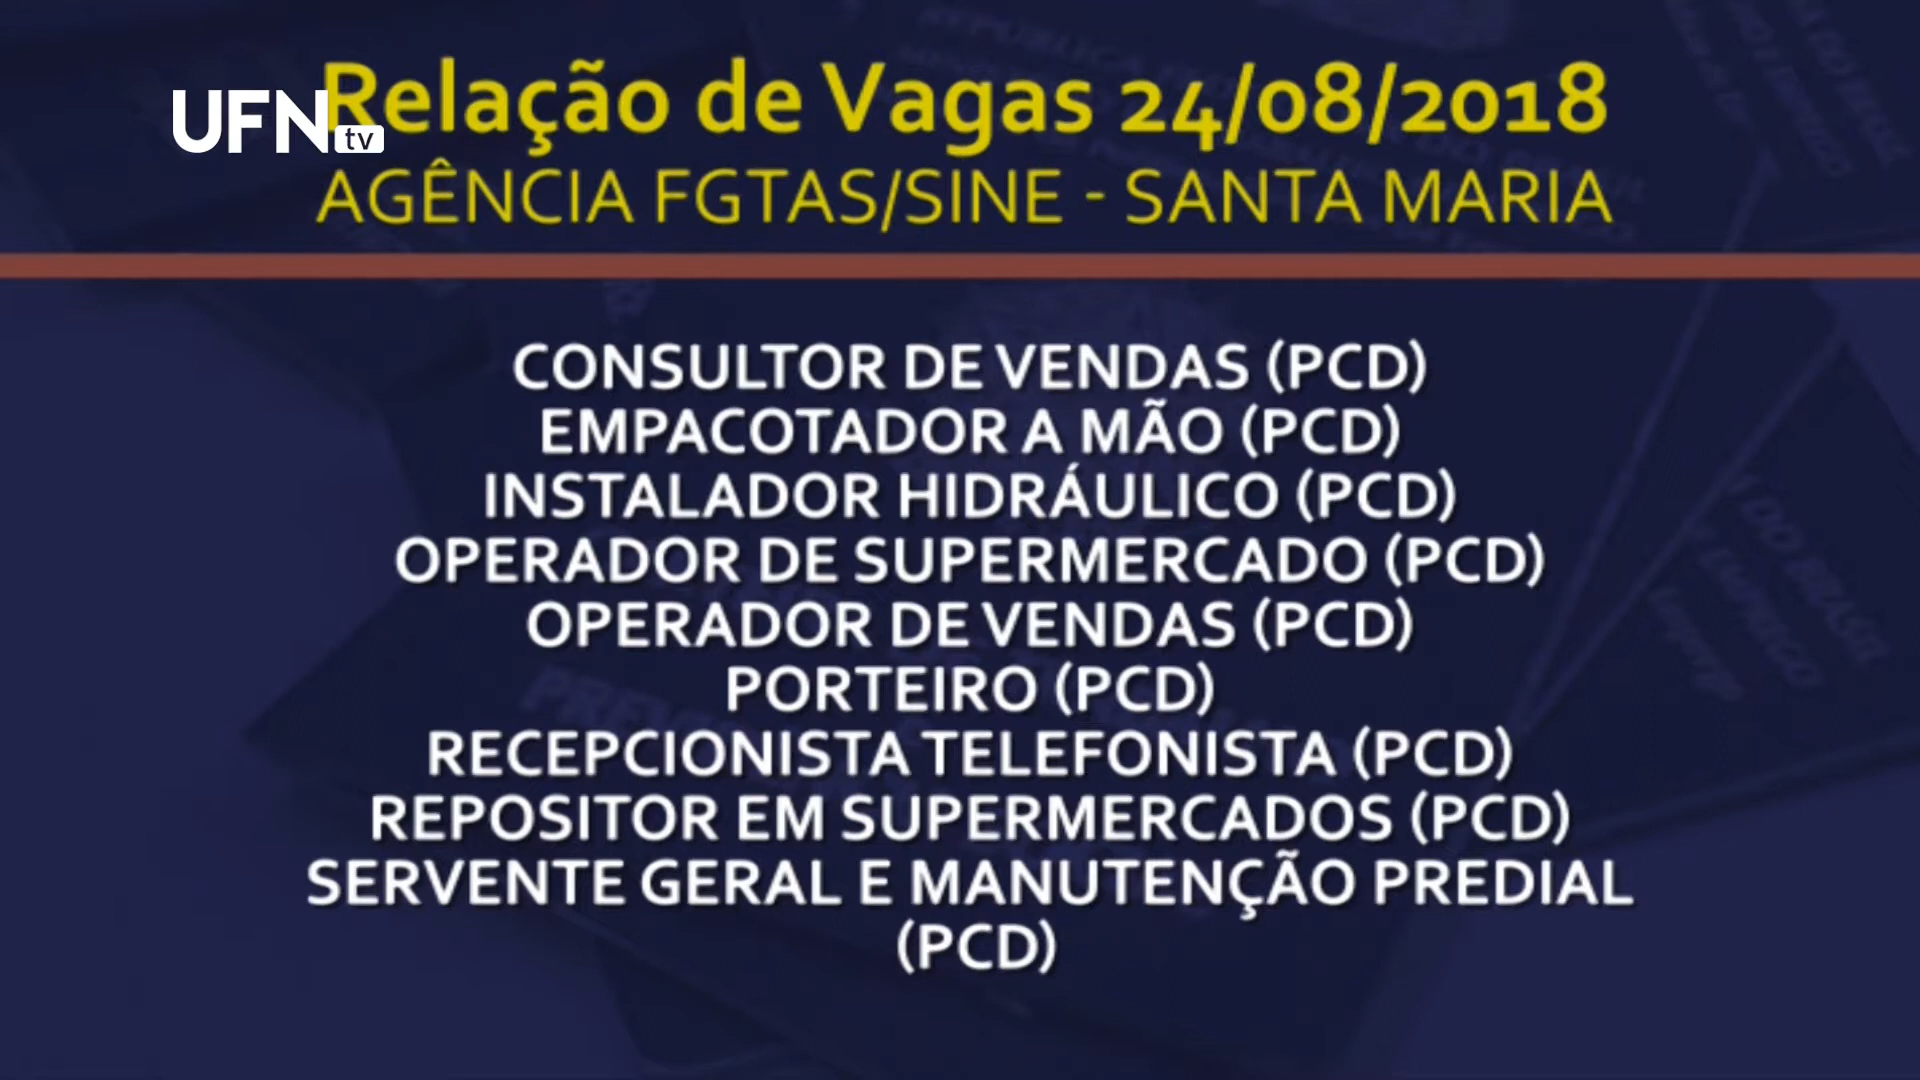 UFN tv
Relação de Vagas 24/08/2018
AGÊNCIA FGTAS/SINE - SANTA MARIA
CONSULTOR DE VENDAS (PCD)
EMPACOTADOR A MÃO (PCD)
INSTALADOR HIDRÁULICO (PCD)
OPERADOR DE SUPERMERCADO (PCD)
OPERADOR DE VENDAS (PCD)
PORTEIRO (PCD)
RECEPCIONISTA TELEFONISTA (PCD)
REPOSITOR EM SUPERMERCADOS (PCD)
SERVENTE GERAL E MANUTENÇÃO PREDIAL
(PCD)